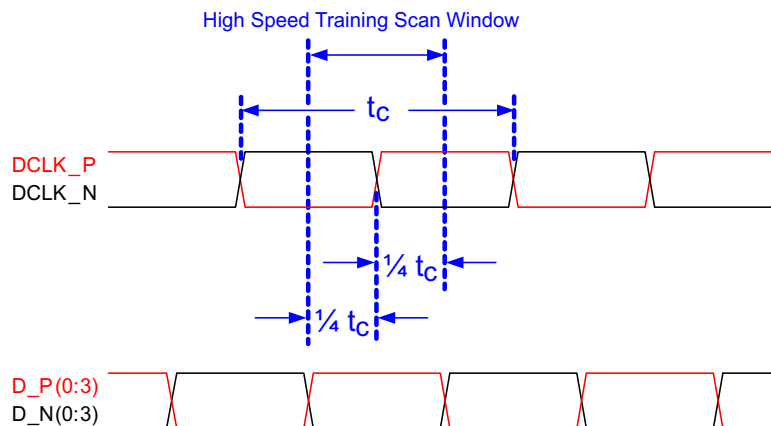 High Speed Training Scan Window
tC
DCLK_P
DCLK_N
¼ tC
¼ tC
D_P(0:3)
D_N(0:3)